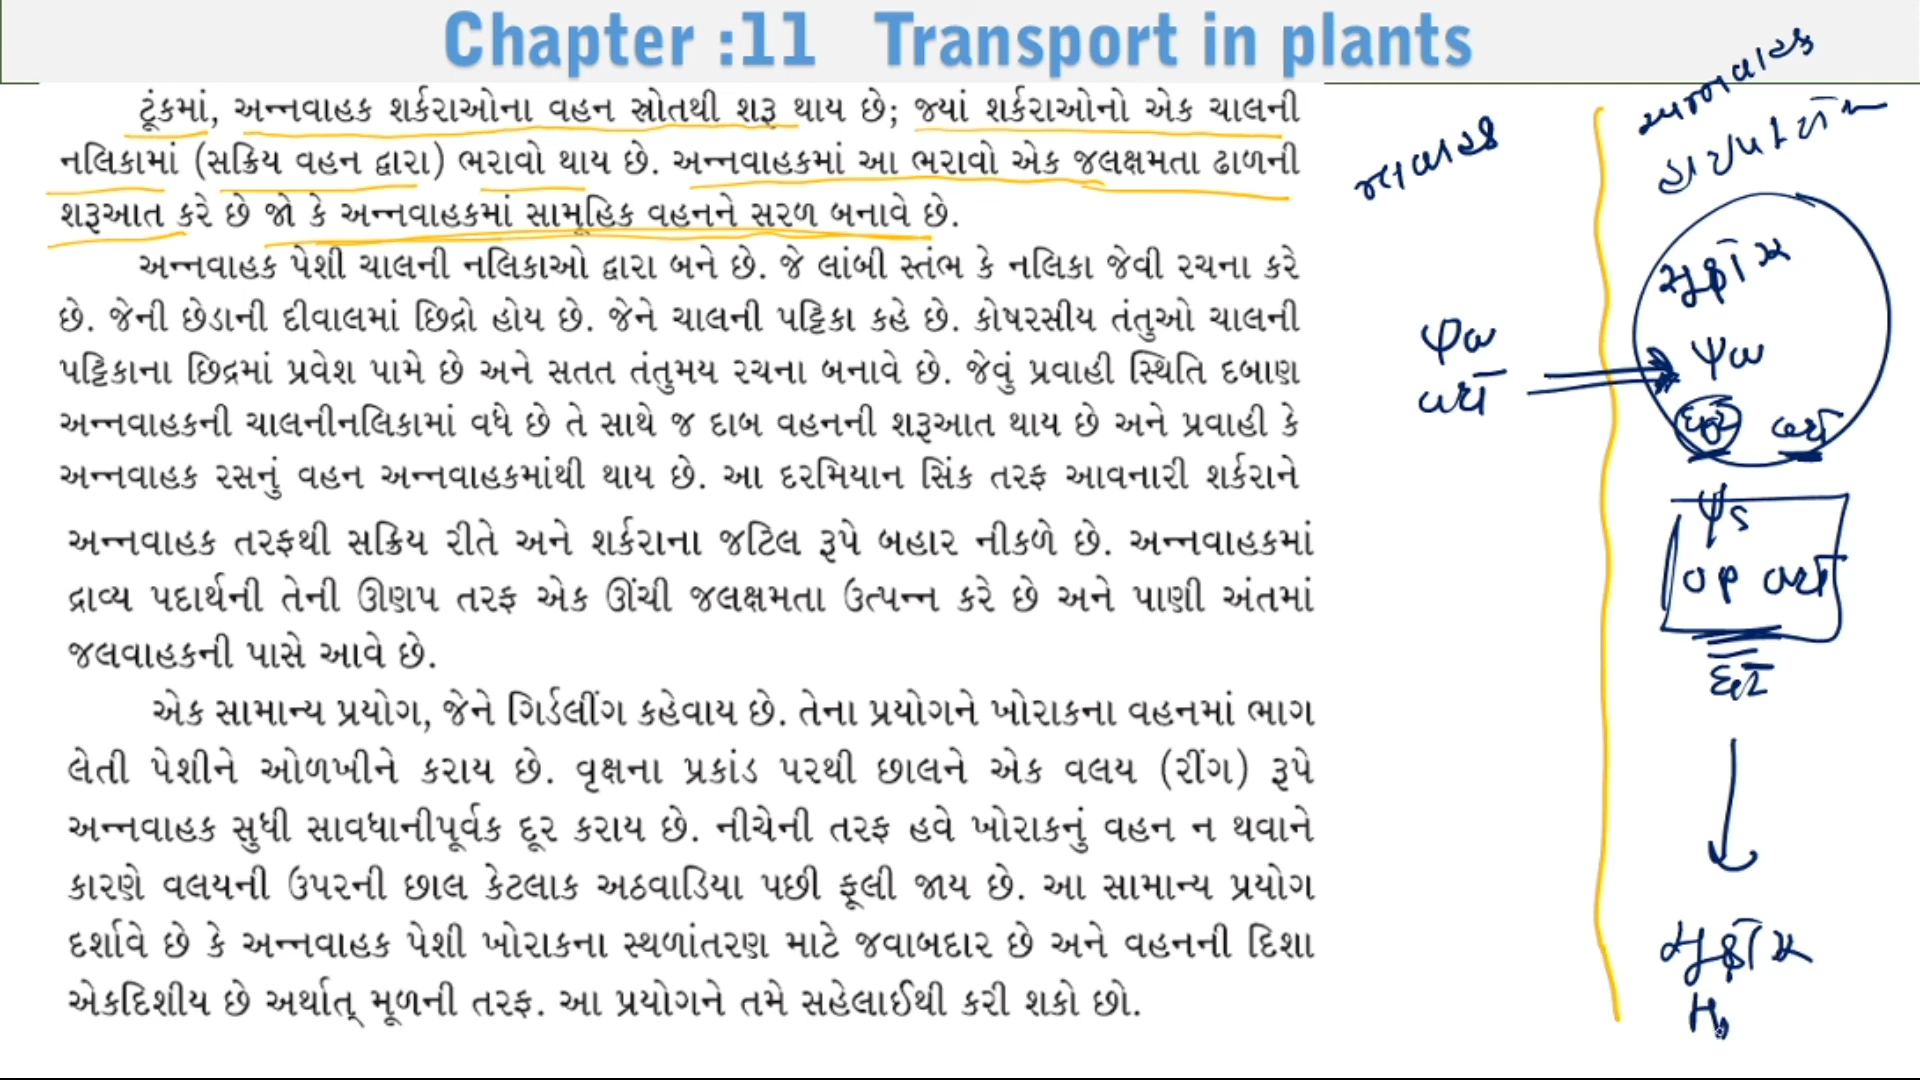 Chapter :11 Transport in plants
ટૂંકમાં, અન્નવાહક શર્કરાઓના વહન સ્રોતથી શરૂ થાય છે; જ્યાં શર્કરાઓનો એક ચાલની
નલિકામાં (સક્રિય વહન દ્વારા) ભરાવો થાય છે. અન્નવાહકમાં આ ભરાવો એક જલક્ષમતા ઢાળની
શરૂઆત કરે છે જો કે અન્નવાહકમાં સામૂહિક વહનને સરળ બનાવે છે.
અન્નવાહક પેશી ચાલની નલિકાઓ દ્વારા બને છે. જે લાંબી સ્તંભ કે નલિકા જેવી રચના કરે
છે. જેની છેડાની દીવાલમાં છિદ્રો હોય છે. જેને ચાલની પટ્ટિકા કહે છે. કોષરસીય તંતુઓ ચાલની
પટ્ટિકાના છિદ્રમાં પ્રવેશ પામે છે અને સતત તંતુમય રચના બનાવે છે. જેવું પ્રવાહી સ્થિતિ દબાણ
અન્નવાહકની ચાલનીનલિકામાં વધે છે તે સાથે જ દાબ વહનની શરૂઆત થાય છે અને પ્રવાહી કે
અન્નવાહક રસનું વહન અન્નવાહકમાંથી થાય છે. આ દરમિયાન સિંક તરફ આવનારી શર્કરાને
અન્નવાહક તરફથી સક્રિય રીતે અને શર્કરાના જટિલ રૂપે બહાર નીકળે છે. અન્નવાહકમાં
દ્રાવ્ય પદાર્થની તેની ઊણપ તરફ એક ઊંચી જલક્ષમતા ઉત્પન્ન કરે છે અને પાણી અંતમાં
જલવાહકની પાસે આવે છે.
એક સામાન્ય પ્રયોગ, જેને ગિર્ડલીંગ કહેવાય છે. તેના પ્રયોગને ખોરાકના વહનમાં ભાગ
લેતી પેશીને ઓળખીને કરાય છે. વૃક્ષના પ્રકાંડ પરથી છાલને એક વલય (રીંગ) રૂપે
અન્નવાહક સુધી સાવધાનીપૂર્વક દૂર કરાય છે. નીચેની તરફ હવે ખોરાકનું વહન ન થવાને
કારણે વલયની ઉપરની છાલ કેટલાક અઠવાડિયા પછી ફૂલી જાય છે. આ સામાન્ય પ્રયોગ
દર્શાવે છે કે અન્નવાહક પેશી ખોરાકના સ્થળાંતરણ માટે જવાબદાર છે અને વહનની દિશા
એકદિશીય છે અર્થાત્ મૂળની તરફ. આ પ્રયોગને તમે સહેલાઈથી કરી શકો છો.
ψw
ψw
ψs
op